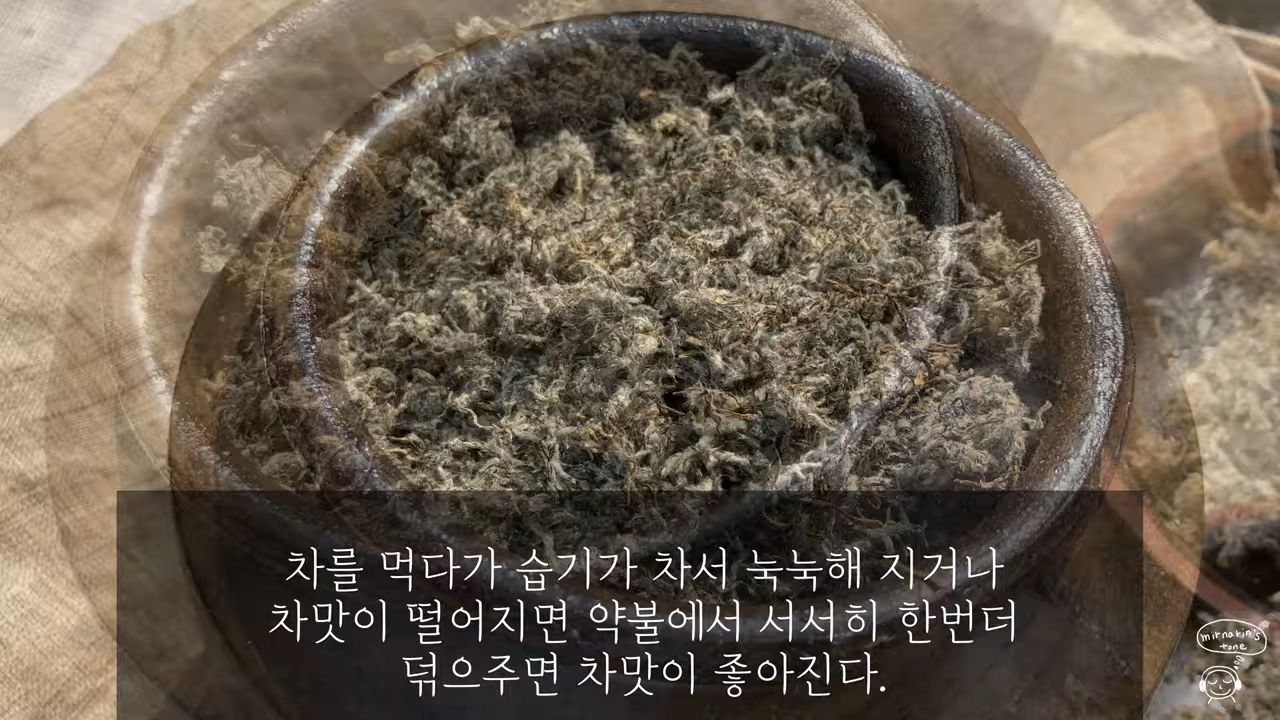 차를 먹다가 습기가 차서 눅눅해 지거나
차맛이 떨어지면 약불에서 서서히 한번더
덖으주면 차맛이 좋아진다.
mirnarin's
tone